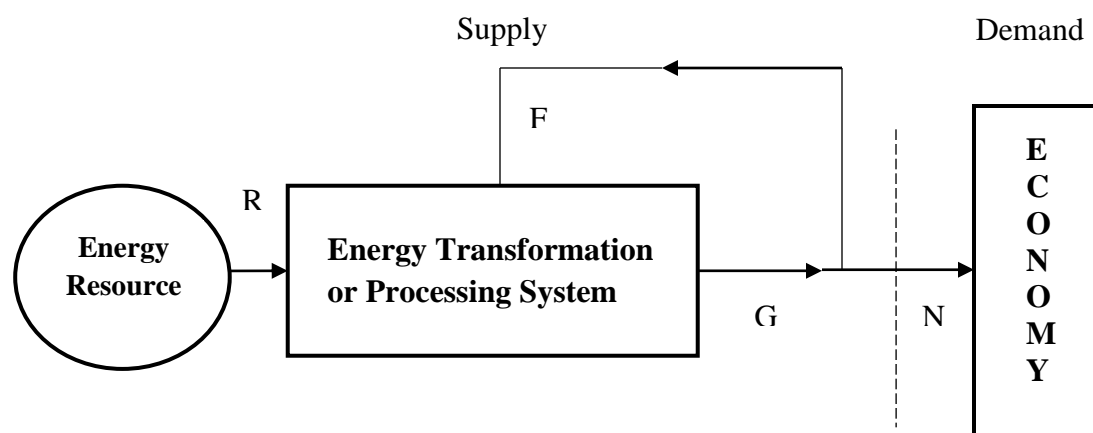 Supply
Demand
F
R
Energy
Resource
Energy Transformation
or Processing System
G
N
E
C
O
N
O
M
Y